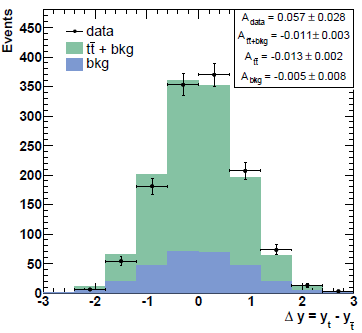 Events
450
400
350
300
250
200
150
100
50
0
data
tt̄ + bkg
bkg
A_data = 0.057 ± 0.028
A_tt̄+bkg = -0.011 ± 0.003
A_tt̄ = -0.013 ± 0.002
A_bkg = -0.005 ± 0.008
-3 -2 -1 0 1 2 3
Δ y = y_t - y_t̄